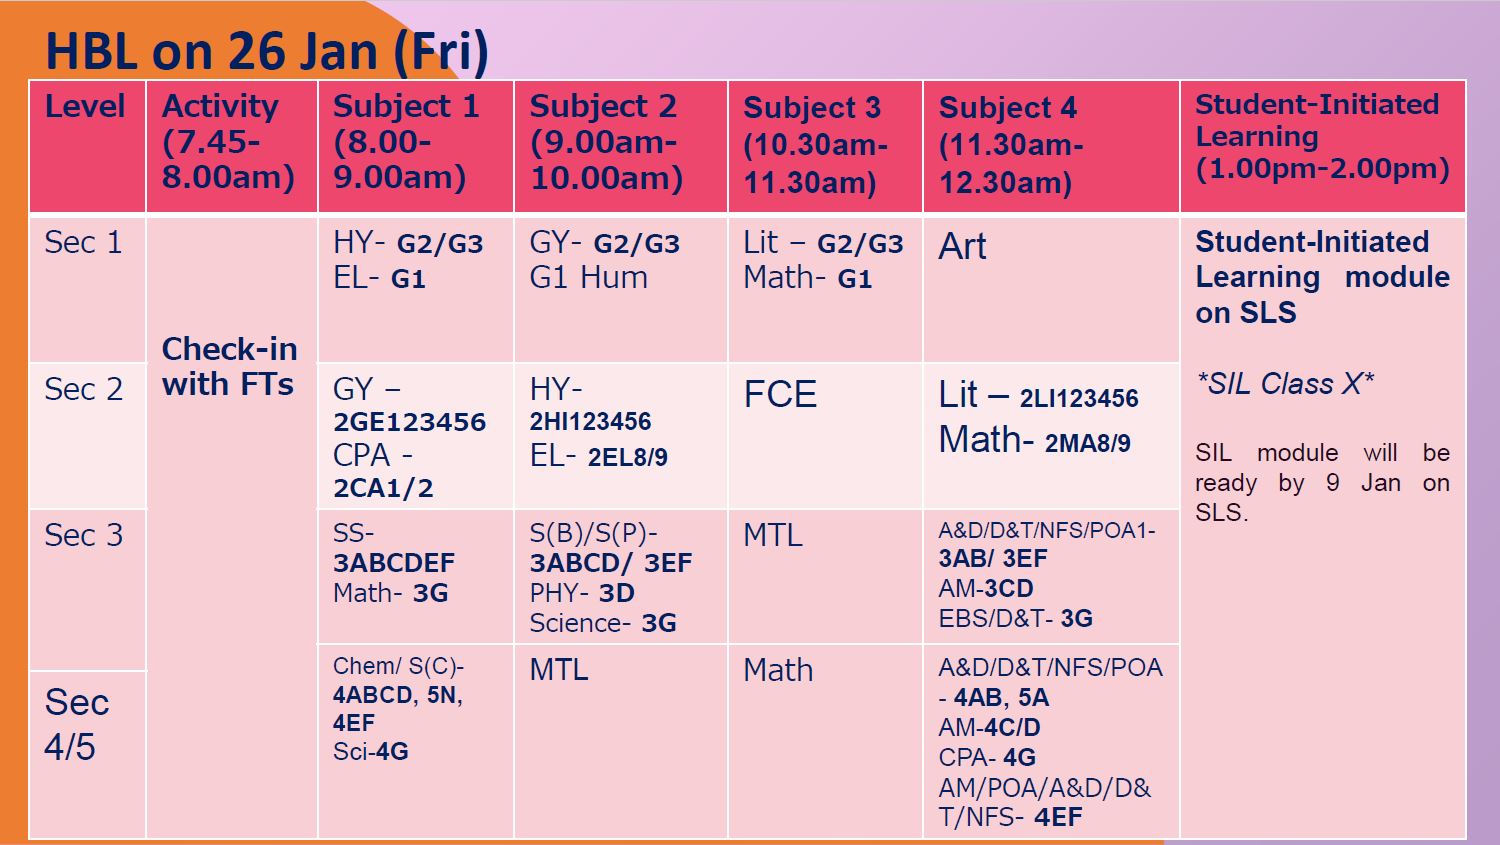 HBL on 26 Jan (Fri)
Level
Activity
(7.45-
8.00am)
Subject 1
(8.00-
9.00am)
Subject 2
(9.00am-
10.00am)
Subject 3
(10.30am-
11.30am)
Subject 4
(11.30am-
12.30am)
Student-Initiated
Learning
(1.00pm-2.00pm)
Sec 1
Check-in
with FTs
HY- G2/G3
EL- G1
GY- G2/G3
G1 Hum
Lit – G2/G3
Math- G1
Art
Student-Initiated
Learning module
on SLS
*SIL Class X*
SIL module will be
ready by 9 Jan on
SLS.
Sec 2
GY –
2GE123456
CPA -
2CA1/2
HY-
2HI123456
EL- 2EL8/9
FCE
Lit – 2LI123456
Math- 2MA8/9
Sec 3
SS-
3ABCDEF
Math- 3G
S(B)/S(P)-
3ABCD/ 3EF
PHY- 3D
Science- 3G
MTL
A&D/D&T/NFS/POA1-
3AB/ 3EF
AM-3CD
EBS/D&T- 3G
Sec
4/5
Chem/ S(C)-
4ABCD, 5N,
4EF
Sci-4G
MTL
Math
A&D/D&T/NFS/POA
- 4AB, 5A
AM-4C/D
CPA- 4G
AM/POA/A&D/D&
T/NFS- 4EF